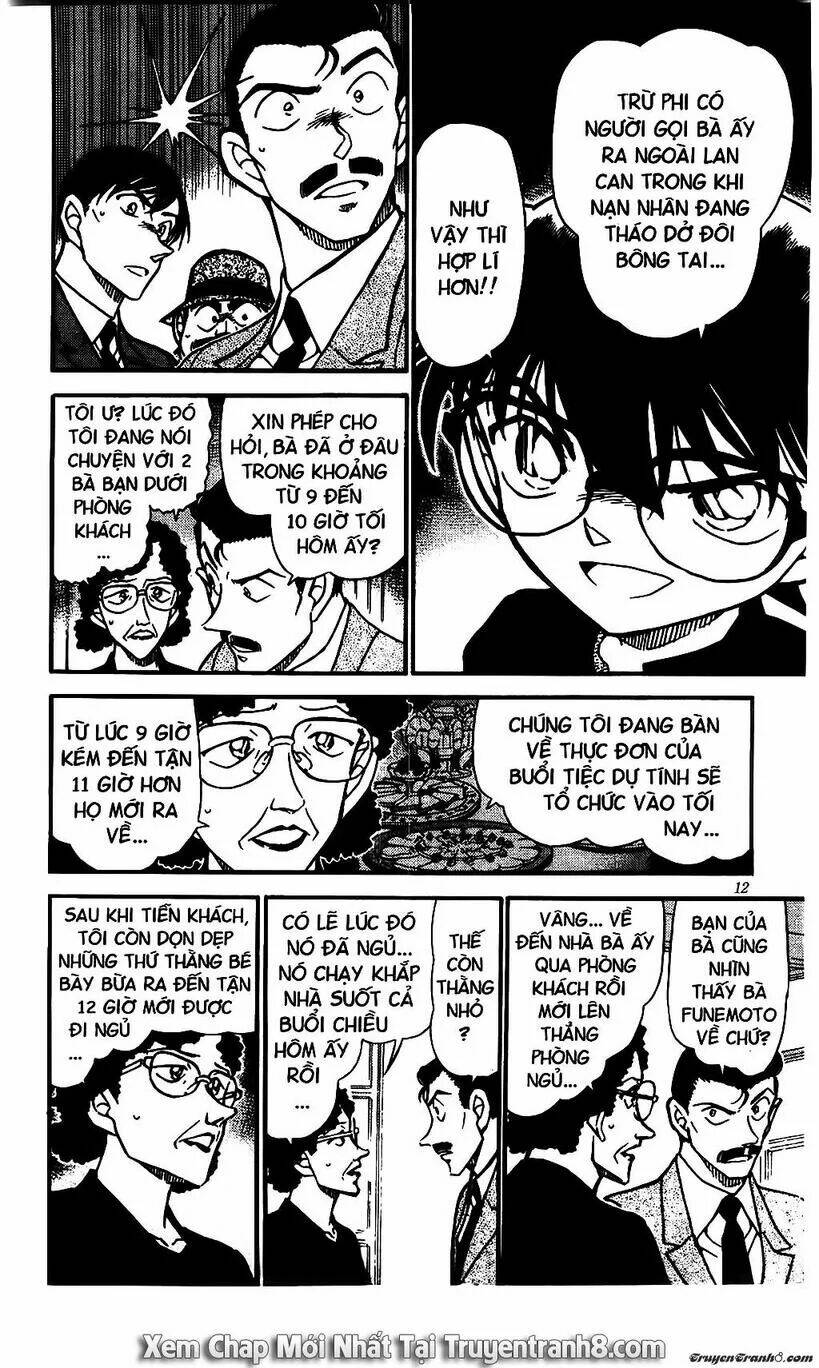 TRỪ PHI CÓ
NGƯỜI GỌI BÀ ẤY
RA NGOÀI LAN
CAN TRONG KHI
NẠN NHÂN ĐANG
THÁO DỞ ĐÔI
BÔNG TAI...
NHƯ
VẬY THÌ
HỢP LÍ
HƠN!!
XIN PHÉP CHO
HỎI, BÀ ĐÃ Ở ĐÂU
TRONG KHOẢNG
TỪ 9 ĐẾN
10 GIỜ TỐI
HÔM ẤY?
TÔI Ư? LÚC ĐÓ
TÔI ĐANG NÓI
CHUYỆN VỚI 2
BÀ BẠN DƯỚI
PHÒNG
KHÁCH
...
CHÚNG TÔI ĐANG BÀN
VỀ THỰC ĐƠN CỦA
BUỔI TIỆC DỰ TÍNH SẼ
TỔ CHỨC VÀO TỐI
NAY...
TỪ LÚC 9 GIỜ
KÉM ĐẾN TẬN
11 GIỜ HƠN
HỌ MỚI RA
VỀ...
12
BẠN CỦA
BÀ CŨNG
NHÌN
THẤY BÀ
FUNEMOTO
VỀ CHỨ?
VÂNG... VỀ
ĐẾN NHÀ BÀ ẤY
QUA PHÒNG
KHÁCH RỒI
MỚI LÊN
THẲNG
PHÒNG
NGỦ...
THẾ
CÒN
THẰNG
NHỎ
?
CÓ LẼ LÚC ĐÓ
NÓ ĐÃ NGỦ...
NÓ CHẠY KHẮP
NHÀ SUỐT CẢ
BUỔI CHIỀU
HÔM ẤY
RỒI
...
SAU KHI TIỄN KHÁCH,
TÔI CÒN DỌN DẸP
NHỮNG THỨ THẰNG BÉ
BÀY BỪA RA ĐẾN TẬN
12 GIỜ MỚI ĐƯỢC
ĐI NGỦ
...
Xem Chap Mới Nhất Tại Truyentranh8.com
TruyenTranh8.com